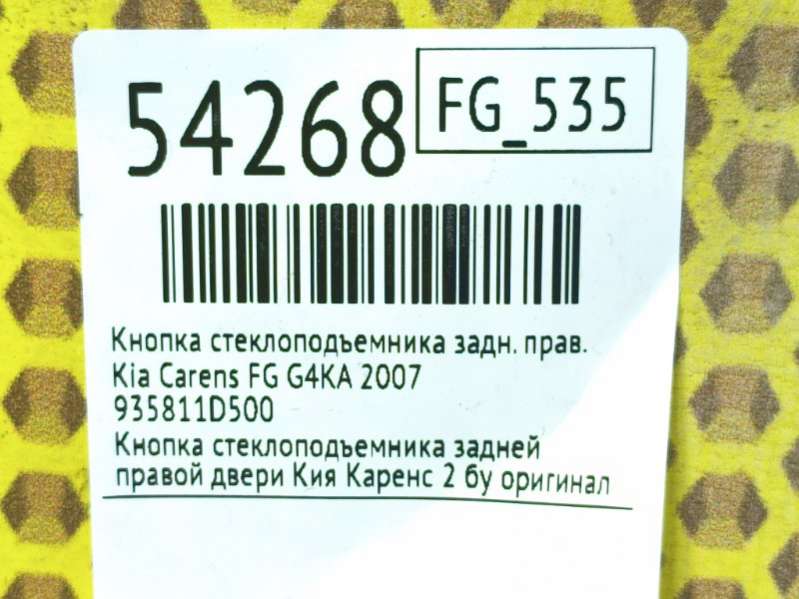 54268
FG_535
Кнопка стеклоподъемника задн. прав.
Kia Carens FG G4KA 2007
935811D500
Кнопка стеклоподъемника задней
правой двери Кия Каренс 2 бу оригинал